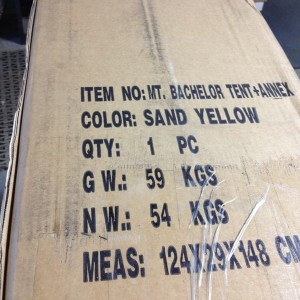 ITEM NO: MT. BACHELOR TENT+ANNEX
COLOR: SAND YELLOW
QTY: 1 PC
G W.: 59 KGS
N W.: 54 KGS
MEAS: 124X29X148 CM